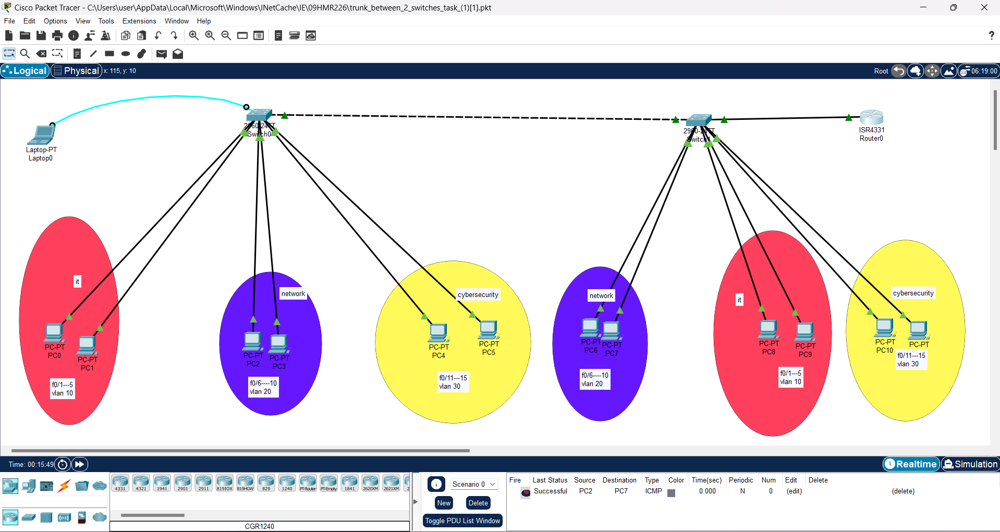 Cisco Packet Tracer - C:\Users\user\AppData\Local\Microsoft\Windows\INetCache\IE\09HMR226\trunk_between_2_switches_task_(1)[1].pkt
File Edit Options View Tools Extensions Window Help
Logical Physical x: 115, y: 10
Root 06:19:00
2960-24TT
Switch0
Laptop-PT
Laptop0
2960-24TT
Switch1
ISR4331
Router0
it
PC-PT
PC0
PC-PT
PC1
f0/1---5
vlan 10
network
PC-PT
PC2
PC-PT
PC3
f0/6----10
vlan 20
cybersecurity
PC-PT
PC4
PC-PT
PC5
f0/11---15
vlan 30
network
PC-PT
PC6
PC-PT
PC7
f0/6----10
vlan 20
it
PC-PT
PC8
PC-PT
PC9
f0/1---5
vlan 10
cybersecurity
PC-PT
PC10
PC-PT
f0/11---15
vlan 30
Time: 00:15:49
Realtime Simulation
4331 4321 1941 2901 2911 819IOX 819HGW 829 1240 PT-Router PT-Empty 1841 2620XM 2621XM 2
CGR1240
Scenario 0
New Delete
Toggle PDU List Window
Fire Last Status Source Destination Type Color Time(sec) Periodic Num Edit Delete
Successful PC2 PC7 ICMP 0.000 N 0 (edit) (delete)